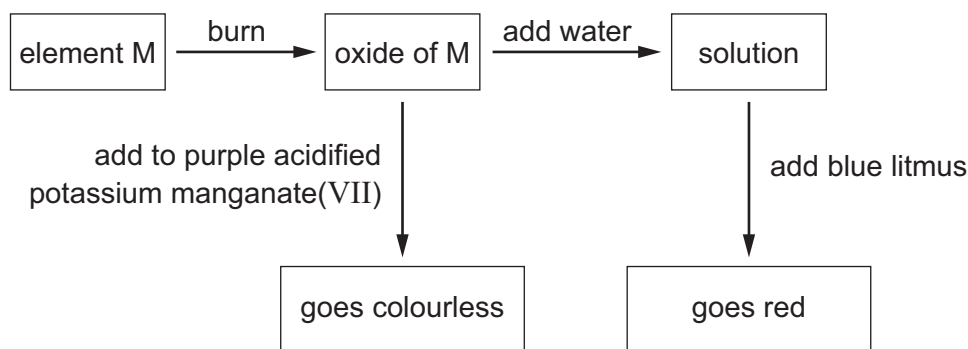 element M
burn
oxide of M
add water
solution
add to purple acidified
potassium manganate(VII)
add blue litmus
goes colourless
goes red